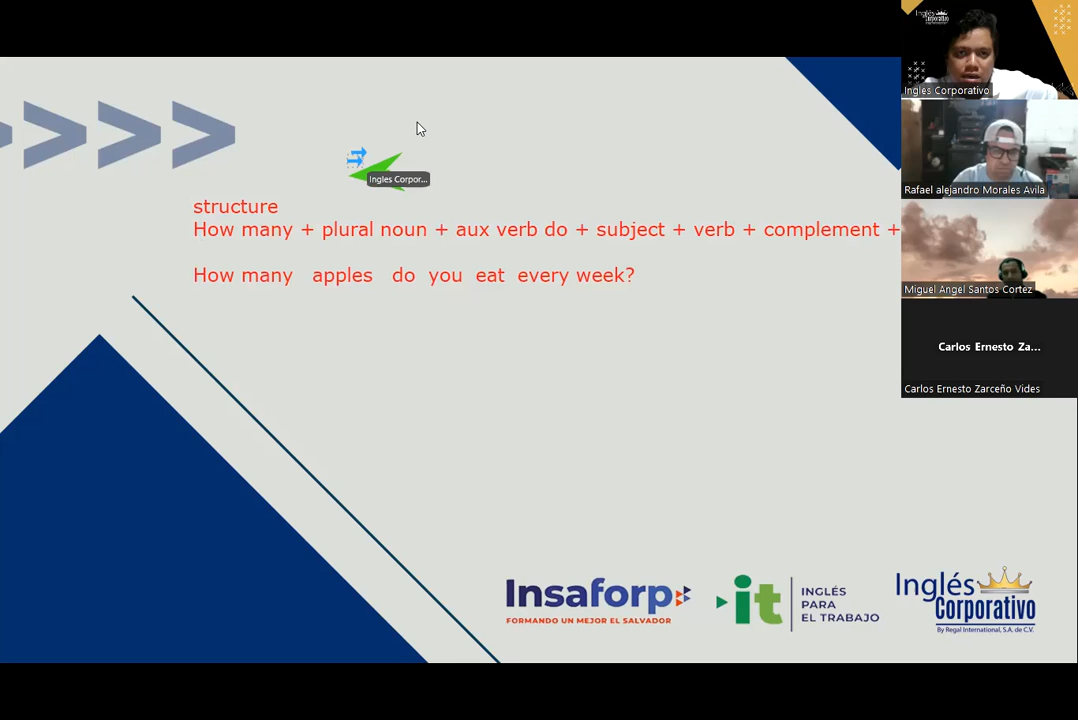 Inglés
Corporativo
Ingles Corporativo
Rafael alejandro Morales Avila
Miguel Angel Santos Cortez
Carlos Ernesto Za...
Carlos Ernesto Zarceño Vides
Ingles Corpor...
structure
How many + plural noun + aux verb do + subject + verb + complement +
How many apples do you eat every week?
Insaforp
FORMANDO UN MEJOR EL SALVADOR
it
INGLÉS
PARA
EL TRABAJO
Inglés
Corporativo
By Regal International, S.A. de C.V.